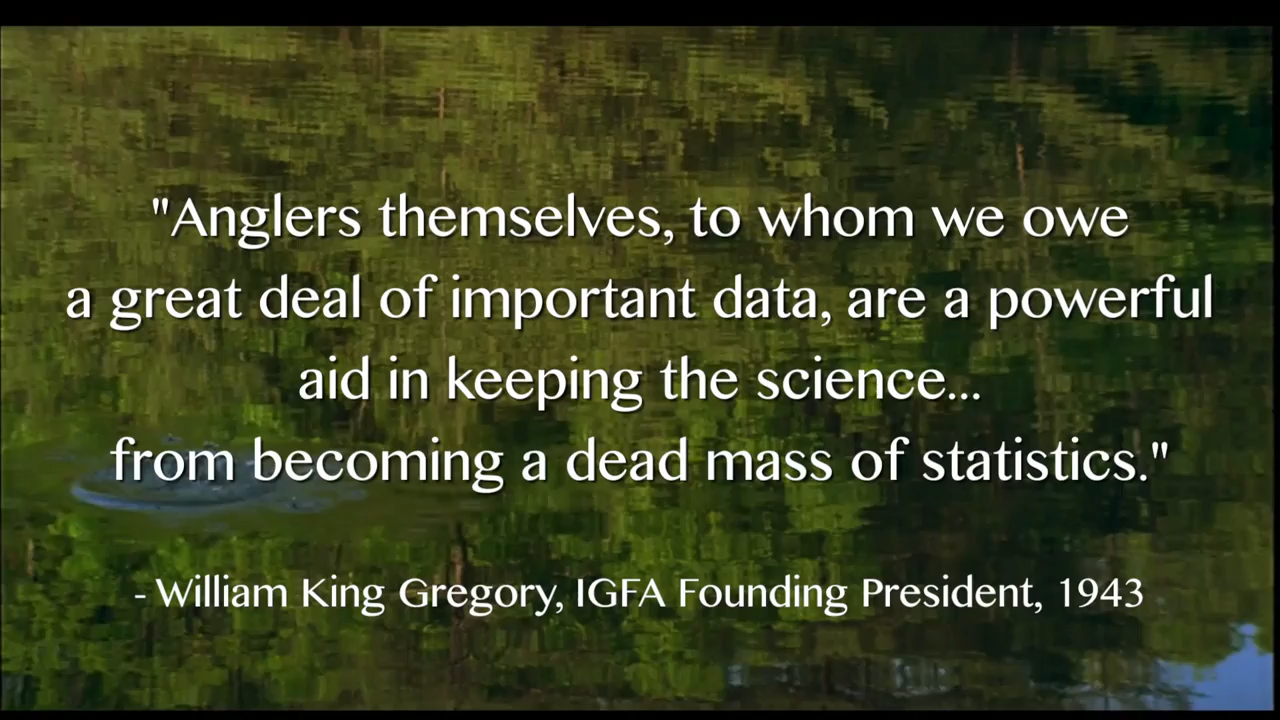 "Anglers themselves, to whom we owe
a great deal of important data, are a powerful
aid in keeping the science...
from becoming a dead mass of statistics."
- William King Gregory, IGFA Founding President, 1943